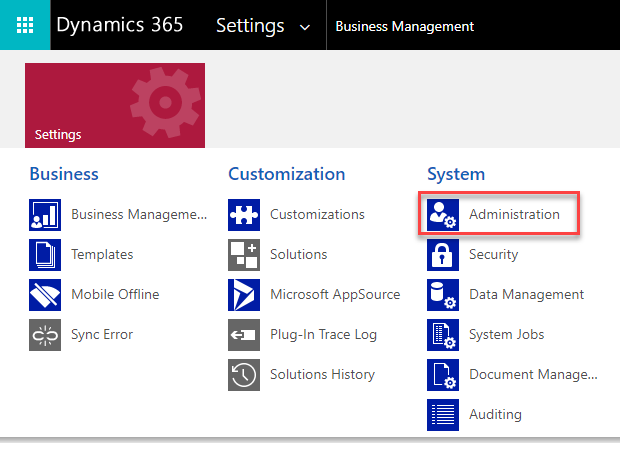 Dynamics 365 Settings Business Management
Settings
Business
Business Manageme...
Templates
Mobile Offline
Sync Error
Customization
Customizations
Solutions
Microsoft AppSource
Plug-In Trace Log
Solutions History
System
Administration
Security
Data Management
System Jobs
Document Manage...
Auditing